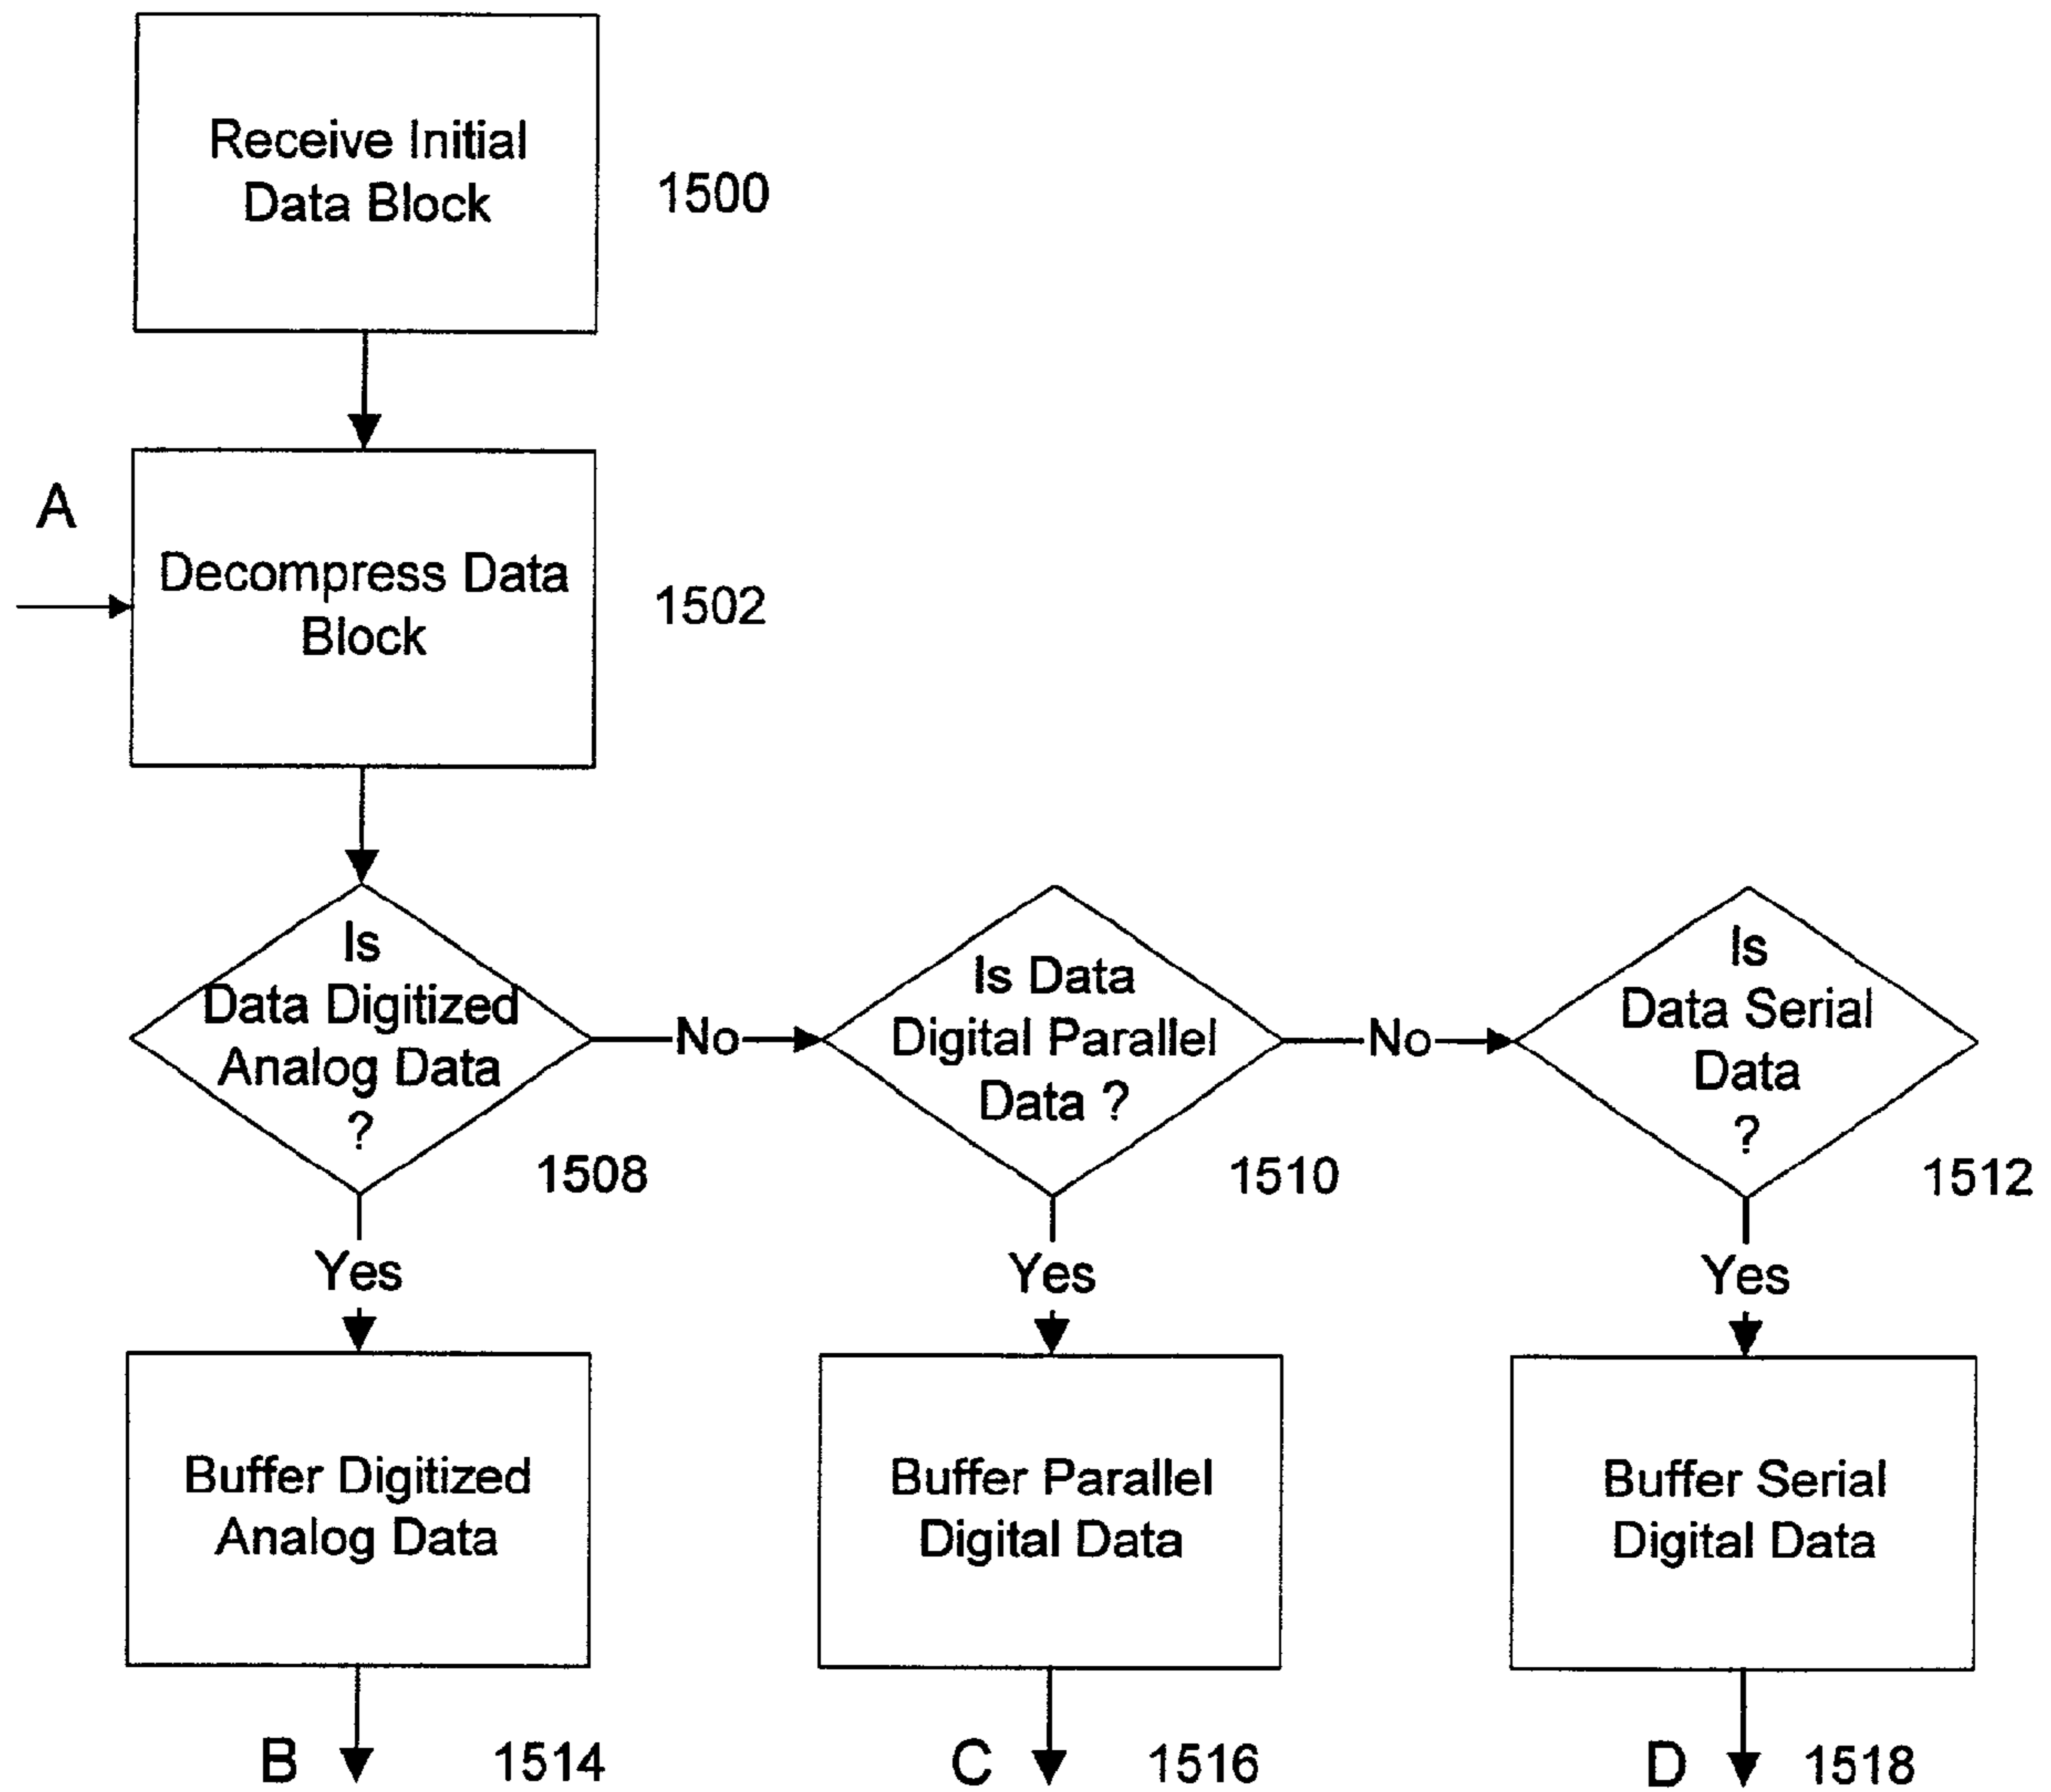 Receive Initial
Data Block
1500
A
Decompress Data
Block
1502
Is
Data Digitized
Analog Data
?
1508
No
Is Data
Digital Parallel
Data ?
1510
No
Is
Data Serial
Data
?
1512
Yes
Yes
Yes
Buffer Digitized
Analog Data
Buffer Parallel
Digital Data
Buffer Serial
Digital Data
B
1514
C
1516
D
1518